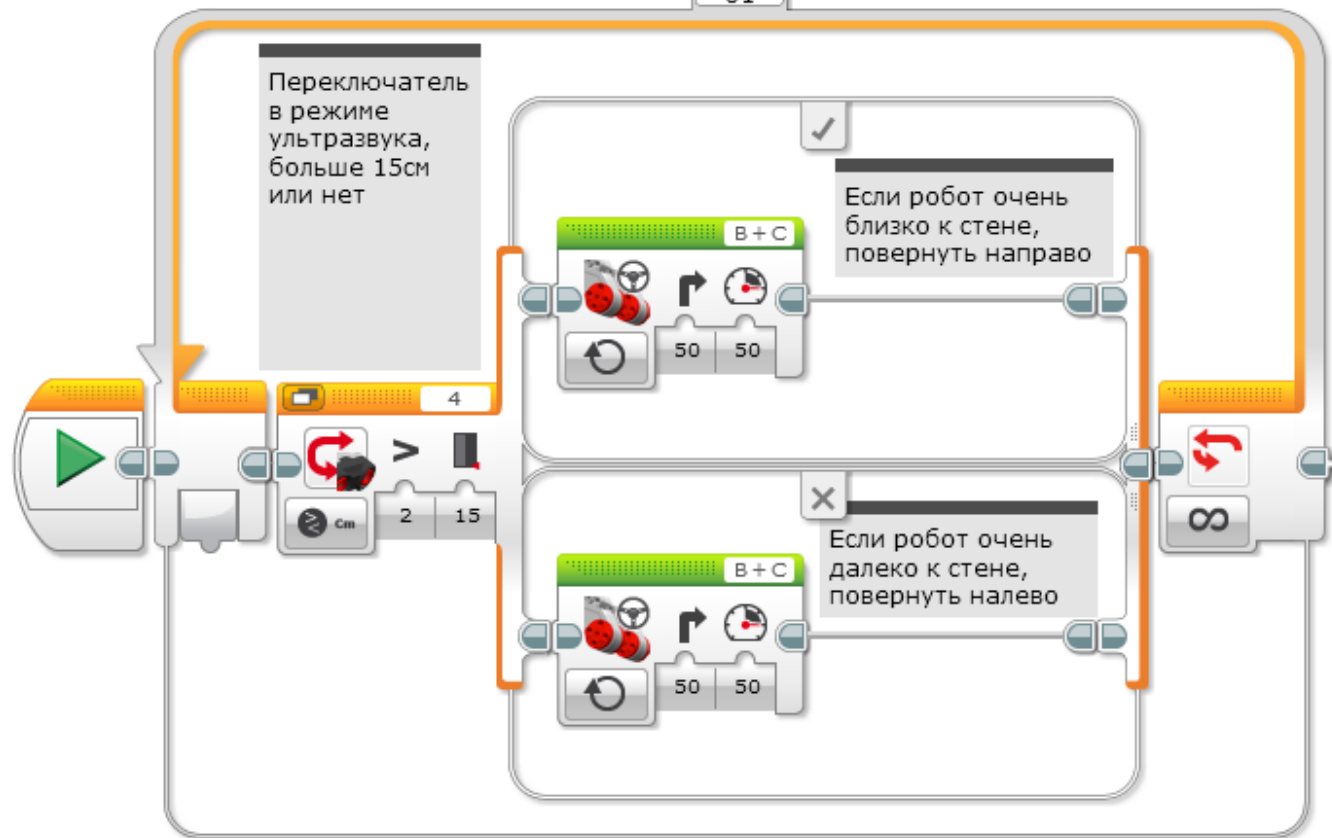 Переключатель
в режиме
ультразвука,
больше 15см
или нет
Если робот очень
близко к стене,
повернуть направо
B + C
50 50
4
>
Cm
2 15
Если робот очень
далеко к стене,
повернуть налево
B + C
50 50
∞